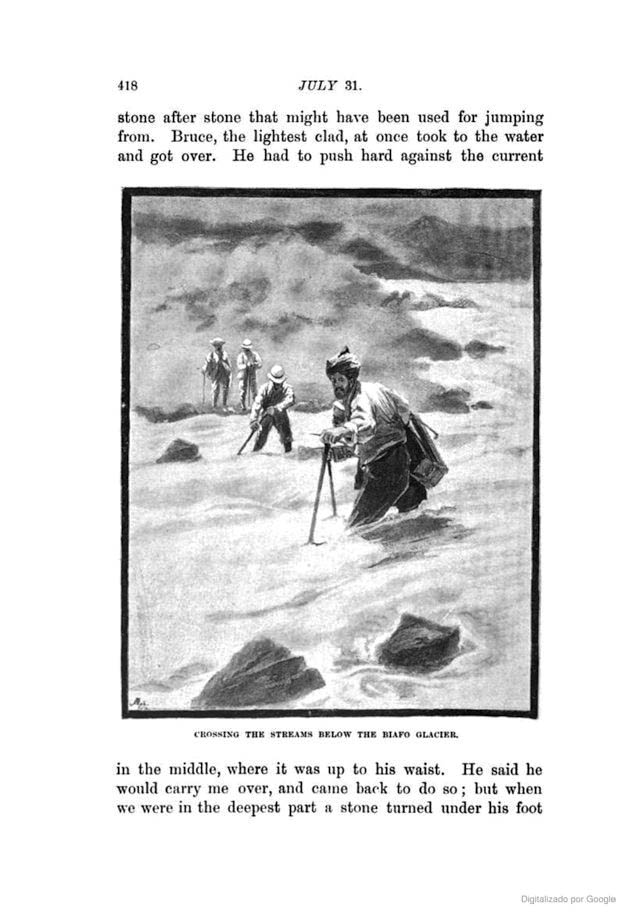 418
JULY 31.
stone after stone that might have been used for jumping
from. Bruce, the lightest clad, at once took to the water
and got over. He had to push hard against the current
CROSSING THE STREAMS BELOW THE BIAFO GLACIER.
in the middle, where it was up to his waist. He said he
would carry me over, and came back to do so; but when
we were in the deepest part a stone turned under his foot
Digitalizado por Google